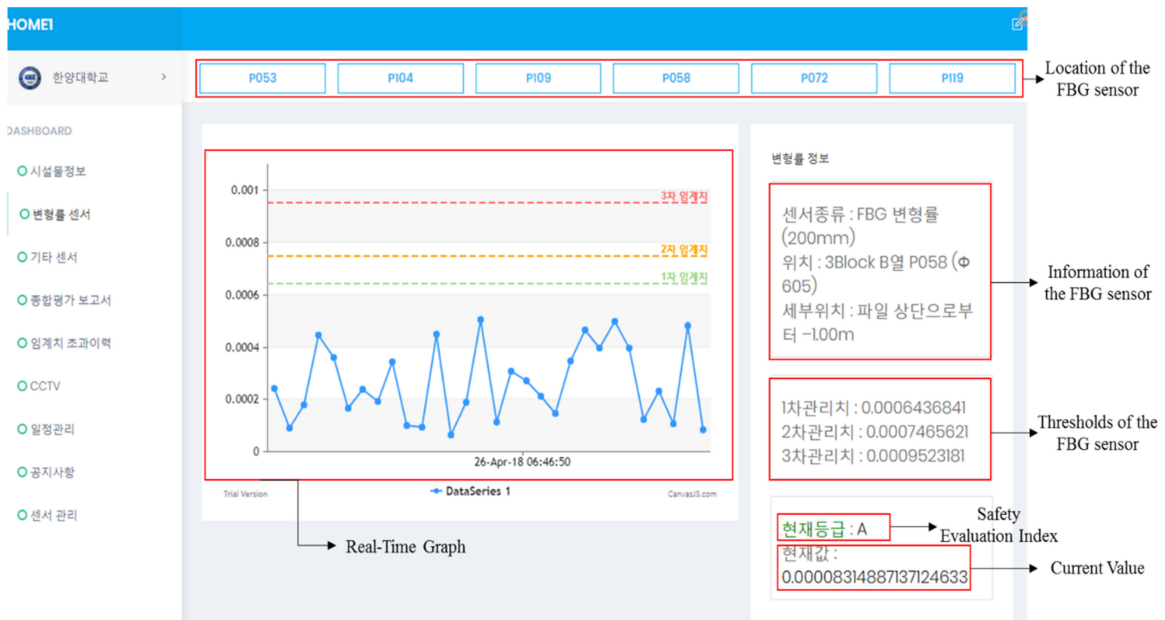 HOME1
한양대학교
P053 P104 P109 P058 P072 P119
Location of the
FBG sensor
DASHBOARD
시설물정보
변형률 센서
기타 센서
종합평가 보고서
임계치 초과이력
CCTV
일정관리
공지사항
센서 관리
0.001
0.0008
0.0006
0.0004
0.0002
0
3차 임계치
2차 임계치
1차 임계치
26-Apr-18 06:46:50
Trial Version
DataSeries 1
CanvasJS.com
Real-Time Graph
변형률 정보
센서종류 : FBG 변형률
(200mm)
위치 : 3Block B열 P058 (Φ
605)
세부위치 : 파일 상단으로부
터 -1.00m
Information of
the FBG sensor
1차관리치 : 0.0006436841
2차관리치 : 0.0007465621
3차관리치 : 0.0009523181
Thresholds of the
FBG sensor
현재등급 : A
Safety
Evaluation Index
현재값 :
0.00008314887137124633
Current Value